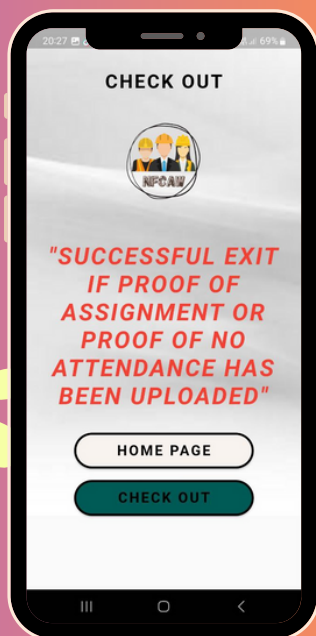 20:27
69%
CHECK OUT
NFCAW
"SUCCESSFUL EXIT
IF PROOF OF
ASSIGNMENT OR
PROOF OF NO
ATTENDANCE HAS
BEEN UPLOADED"
HOME PAGE
CHECK OUT